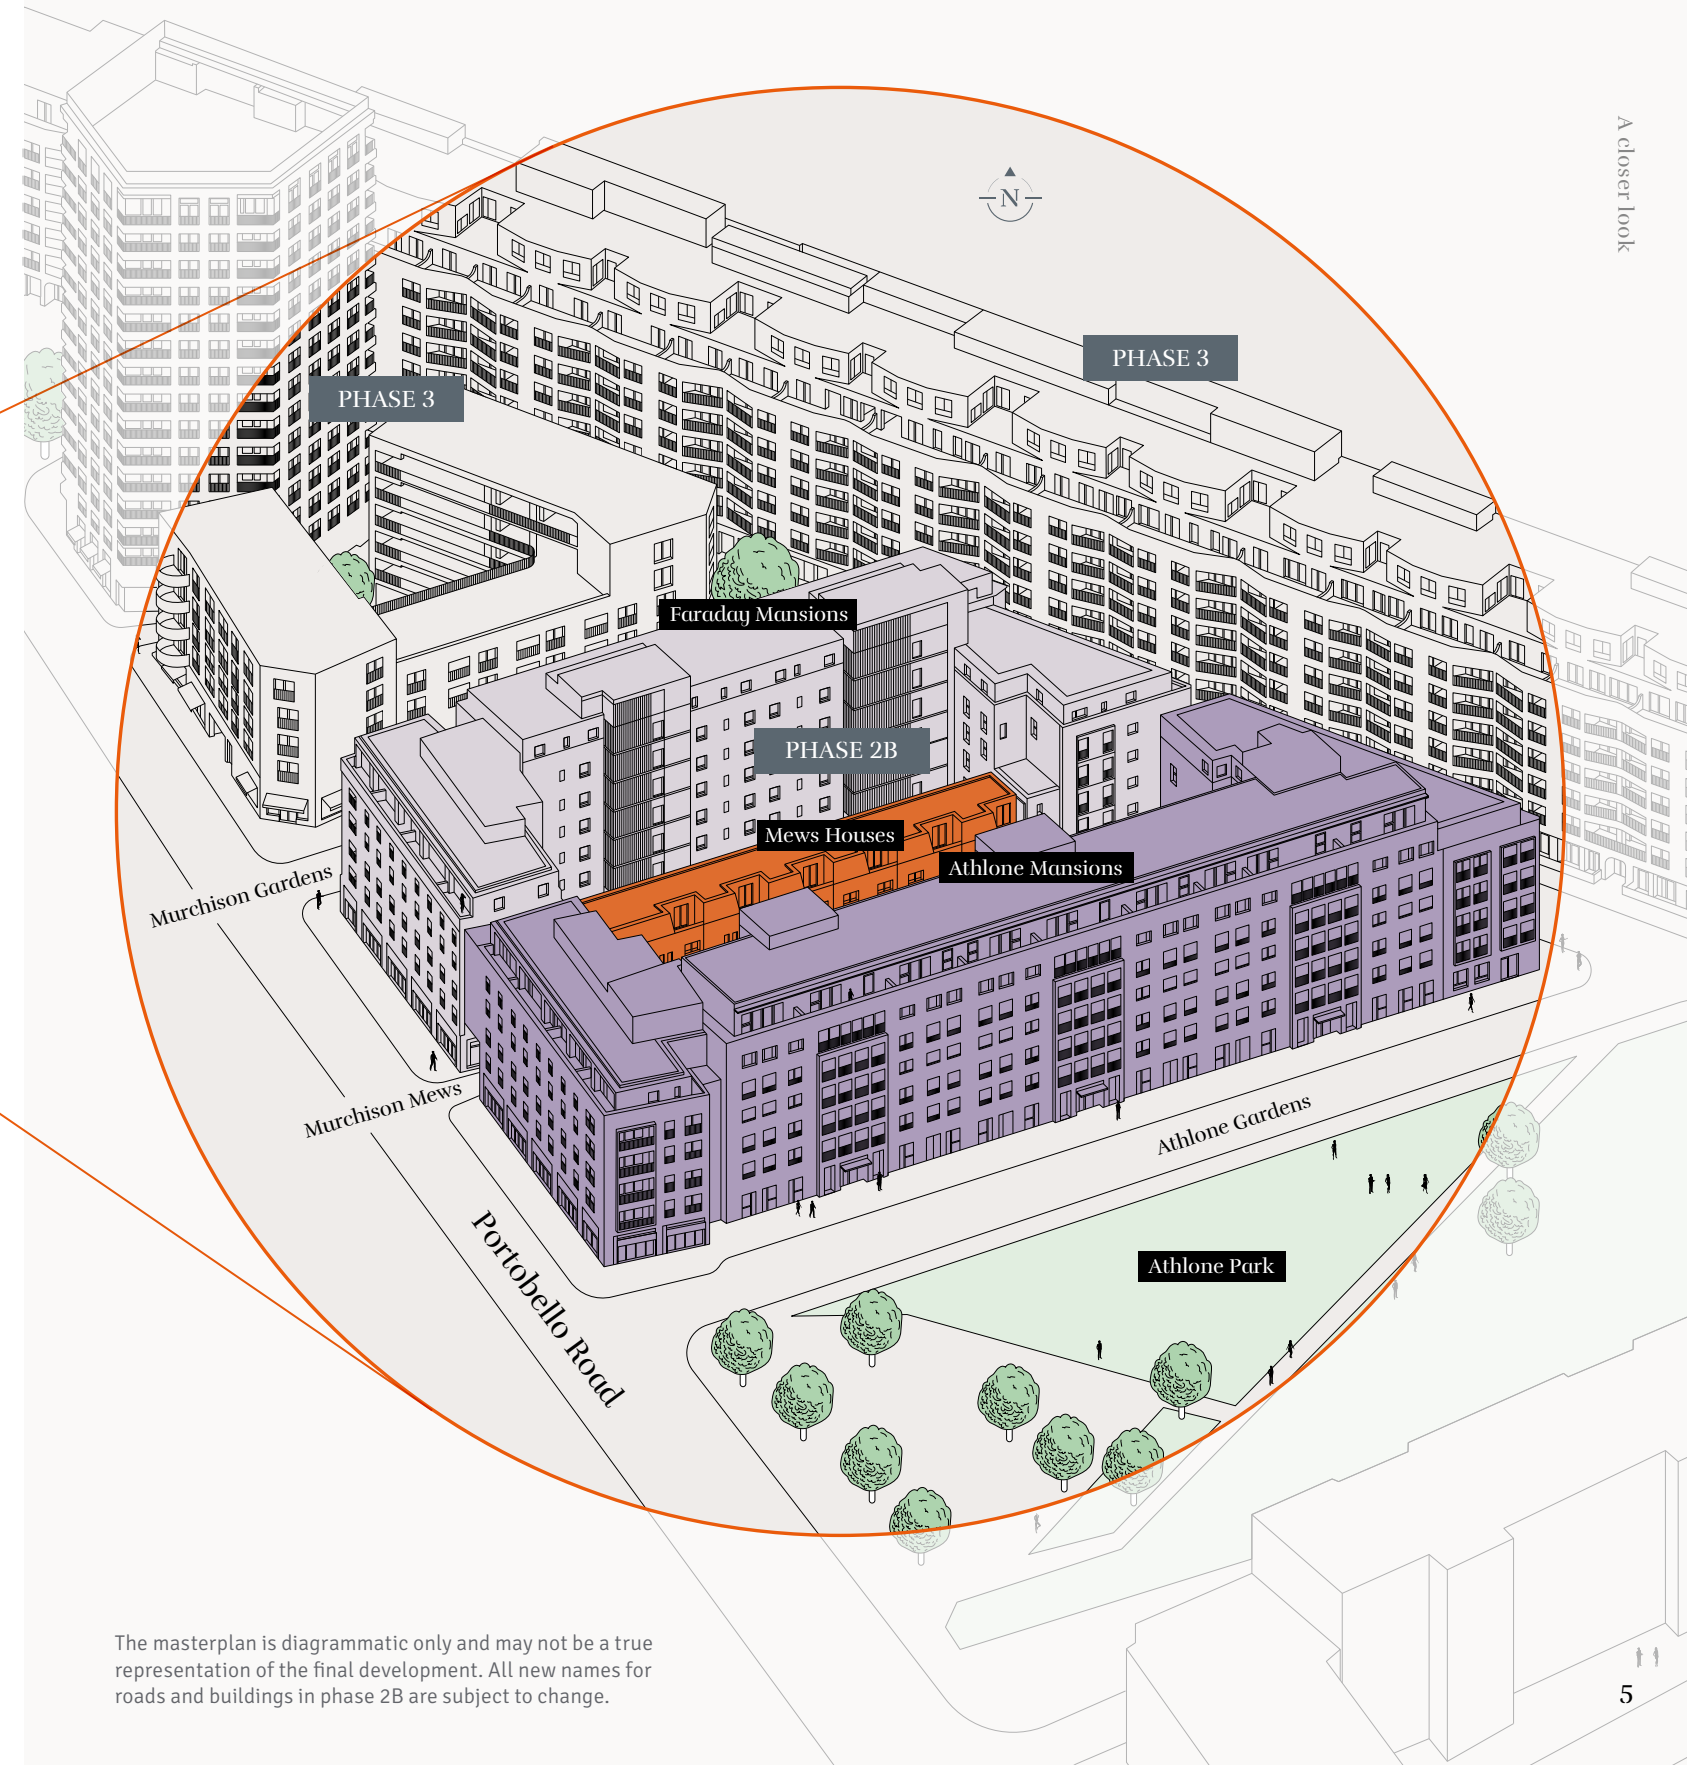 A closer look
N
PHASE 3
PHASE 3
Faraday Mansions
PHASE 2B
Mews Houses
Athlone Mansions
Murchison Gardens
Murchison Mews
Athlone Gardens
Portobello Road
Athlone Park
The masterplan is diagrammatic only and may not be a true
representation of the final development. All new names for
roads and buildings in phase 2B are subject to change.
5